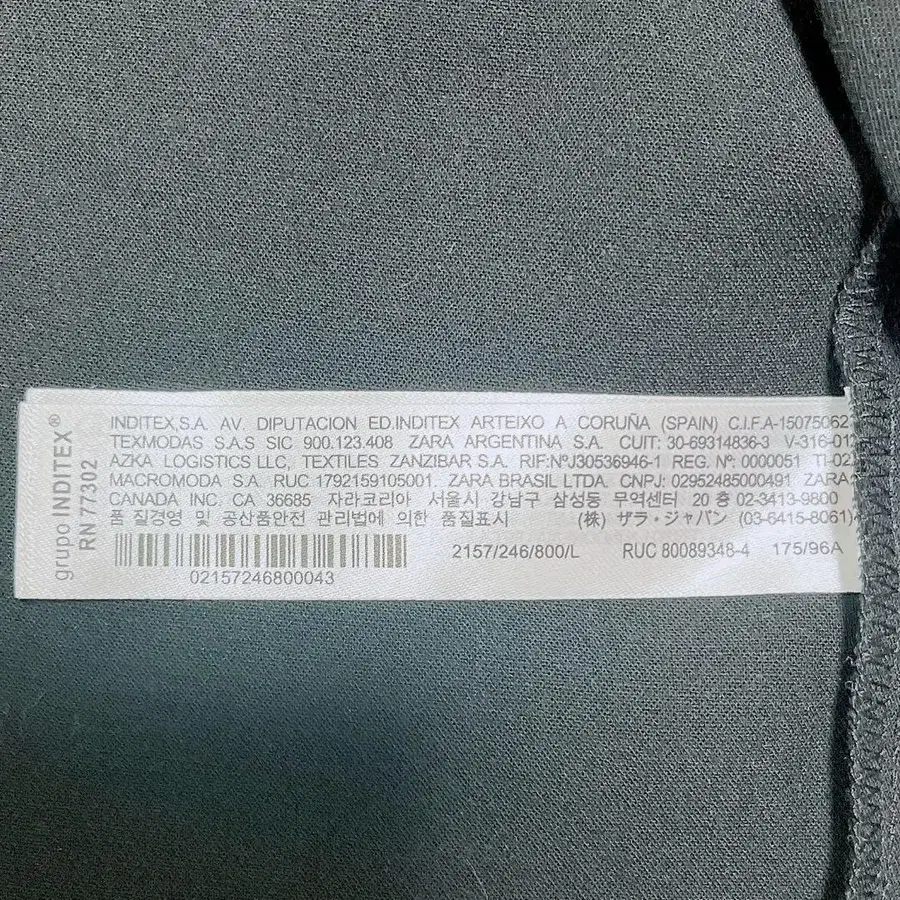 grupo INDITEX®
RN 77302
INDITEX,S.A. AV. DIPUTACION ED.INDITEX ARTEIXO A CORUÑA (SPAIN) C.I.F.A-15075062
TEXMODAS S.A.S SIC 900.123.408 ZARA ARGENTINA S.A. CUIT: 30-69314836-3 V-316-012
AZKA LOGISTICS LLC, TEXTILES ZANZIBAR S.A. RIF:NºJ30536946-1 REG. Nº: 0000051 TI-02
MACROMODA S.A. RUC 1792159105001. ZARA BRASIL LTDA. CNPJ: 02952485000491 ZARA
CANADA INC. CA 36685 자라코리아 서울시 강남구 삼성동 무역센터 20 층 02-3413-9800
품 질경영 및 공산품안전 관리법에 의한 품질표시 (株) ザラ・ジャパン (03-6415-8061)
02157246800043 2157/246/800/L RUC 80089348-4 175/96A